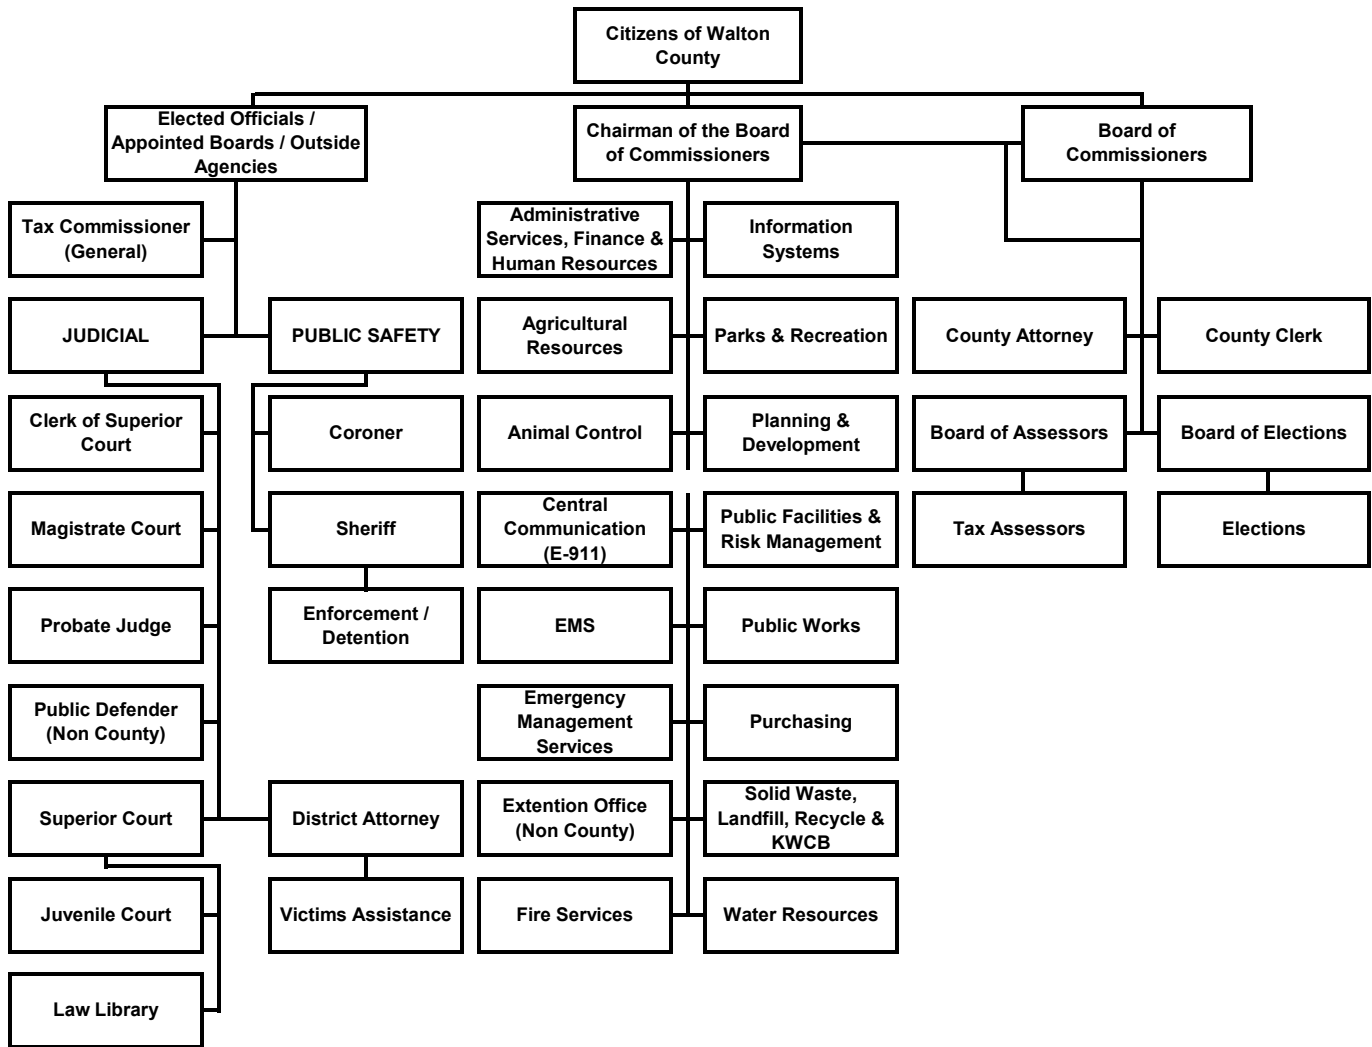 Citizens of Walton
County
Elected Officials /
Appointed Boards / Outside
Agencies
Chairman of the Board
of Commissioners
Board of
Commissioners
Tax Commissioner
(General)
Administrative
Services, Finance &
Human Resources
Information
Systems
JUDICIAL
PUBLIC SAFETY
Agricultural
Resources
Parks & Recreation
County Attorney
County Clerk
Clerk of Superior
Court
Coroner
Animal Control
Planning &
Development
Board of Assessors
Board of Elections
Magistrate Court
Sheriff
Central
Communication
(E-911)
Public Facilities &
Risk Management
Tax Assessors
Elections
Probate Judge
Enforcement /
Detention
EMS
Public Works
Public Defender
(Non County)
Emergency
Management
Services
Purchasing
Superior Court
District Attorney
Extention Office
(Non County)
Solid Waste,
Landfill, Recycle &
KWCB
Juvenile Court
Victims Assistance
Fire Services
Water Resources
Law Library